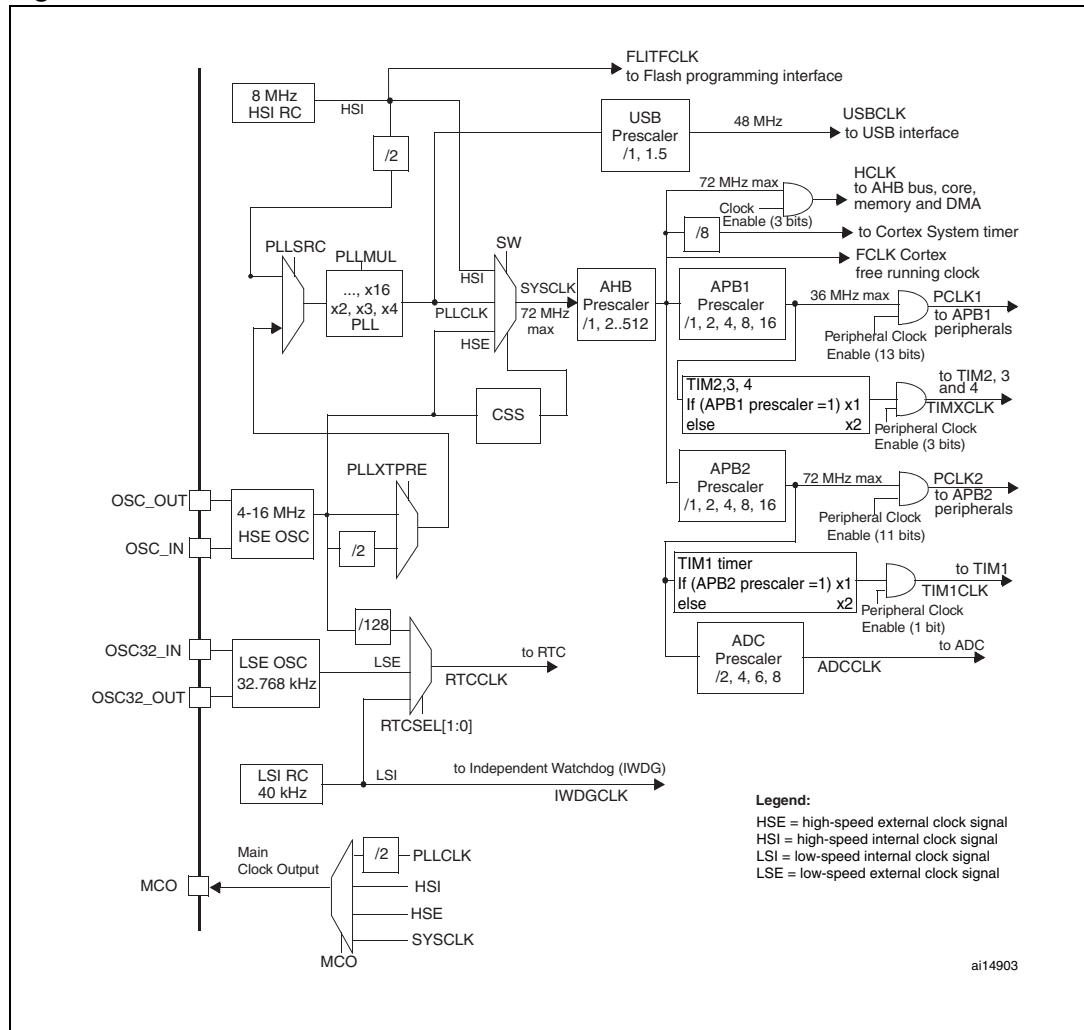 FLITFCLK
to Flash programming interface
8 MHz
HSI RC
HSI
/2
USB
Prescaler
/1, 1.5
48 MHz
USBCLK
to USB interface
72 MHz max
Clock
Enable (3 bits)
HCLK
to AHB bus, core,
memory and DMA
/8
to Cortex System timer
FCLK Cortex
free running clock
PLLSRC
PLLMUL
..., x16
x2, x3, x4
PLL
SW
HSI
PLLCLK
HSE
SYSCLK
72 MHz
max
AHB
Prescaler
/1, 2..512
APB1
Prescaler
/1, 2, 4, 8, 16
36 MHz max
PCLK1
to APB1
peripherals
Peripheral Clock
Enable (13 bits)
TIM2,3, 4
If (APB1 prescaler =1) x1
else x2
to TIM2, 3
and 4
TIMXCLK
Peripheral Clock
Enable (3 bits)
CSS
PLLXTPRE
OSC_OUT
OSC_IN
4-16 MHz
HSE OSC
/2
APB2
Prescaler
/1, 2, 4, 8, 16
72 MHz max
PCLK2
to APB2
peripherals
Peripheral Clock
Enable (11 bits)
TIM1 timer
If (APB2 prescaler =1) x1
else x2
to TIM1
TIM1CLK
Peripheral Clock
Enable (1 bit)
ADC
Prescaler
/2, 4, 6, 8
to ADC
ADCCLK
/128
OSC32_IN
OSC32_OUT
LSE OSC
32.768 kHz
LSE
to RTC
RTCCLK
RTCSEL[1:0]
LSI RC
40 kHz
LSI
to Independent Watchdog (IWDG)
IWDGCLK
Legend:
HSE = high-speed external clock signal
HSI = high-speed internal clock signal
LSI = low-speed internal clock signal
LSE = low-speed external clock signal
Main
Clock Output
MCO
/2
PLLCLK
HSI
HSE
SYSCLK
MCO
ai14903